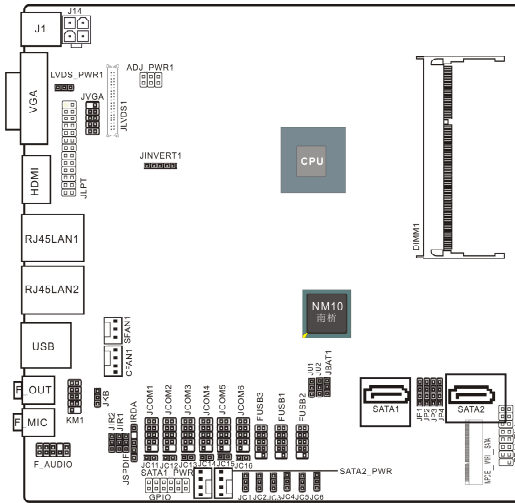 J14
J1
LVDS_PWR1
ADJ_PWR1
VGA
JVGA
JLVDS1
JLPT
JINVERT1
CPU
DIMM1
HDMI
RJ45LAN1
RJ45LAN2
NM10
南桥
USB
SFAN1
CFAN1
F_OUT
MIC
F
KM1
JKB
F_AUDIO
JIR2
JIR1
IRDA
JSPDIF
JCOM1
JCOM2
JCOM3
JCOM4
JCOM5
JCOM6
FUSB3
FUSB1
FUSB2
JU1
JU2
JBAT1
SATA1
JP1
JP2
JP3
JP4
SATA2
JC11
JC12
JC13
JC14
JC15
JC16
SATA1_PWR
GPIO
SATA2_PWR
JC1
JC2
JC3
JC4
JC5
JC6